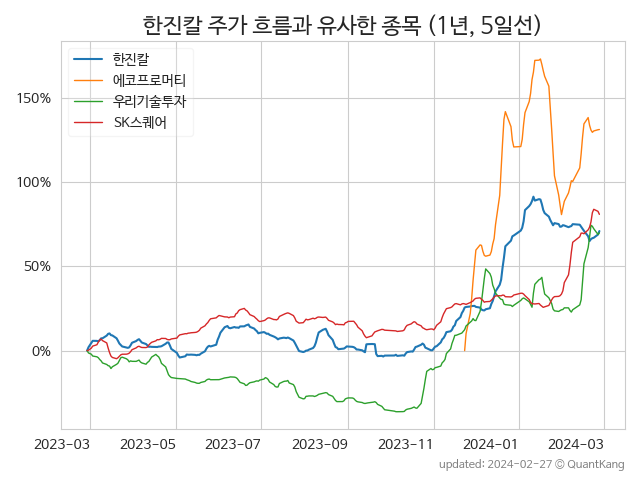 한진칼 주가 흐름과 유사한 종목 (1년, 5일선)
한진칼
에코프로머티
우리기술투자
SK스퀘어
150%
100%
50%
0%
2023-03 2023-05 2023-07 2023-09 2023-11 2024-01 2024-03
updated: 2024-02-27 © QuantKang